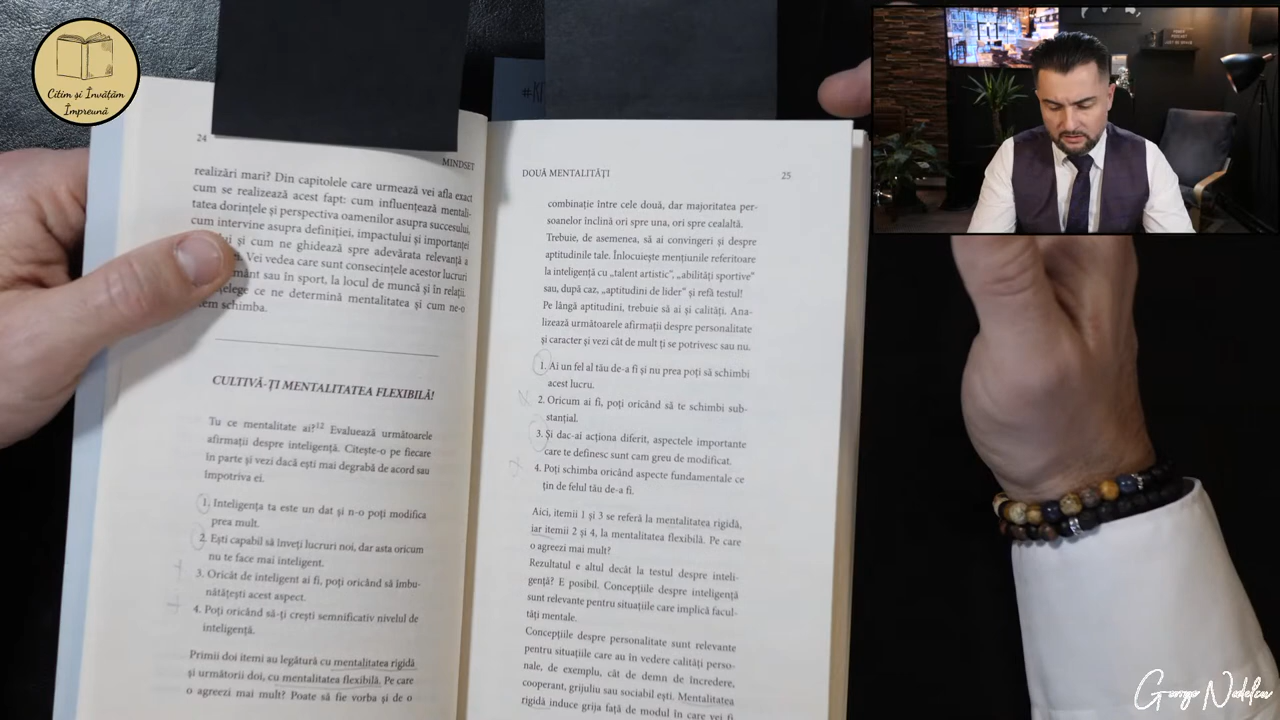 Citim și Învățăm
Împreună
24
MINDSET
realizări mari? Din capitolele care urmează vei afla exact
cum se realizează acest fapt: cum influențează mentali-
tatea dorințele și perspectiva oamenilor asupra succesului,
cum intervine asupra definiției, impactului și importanței
și cum ne ghidează spre adevărata relevanță a
Vei vedea care sunt consecințele acestor lucruri
sau în sport, la locul de muncă și în relații.
ce ne determină mentalitatea și cum ne-o
schimba.
CULTIVĂ-ȚI MENTALITATEA FLEXIBILĂ!
Tu ce mentalitate ai?12 Evaluează următoarele
afirmații despre inteligență. Citește-o pe fiecare
în parte și vezi dacă ești mai degrabă de acord sau
împotriva ei.
1. Inteligența ta este un dat și n-o poți modifica
prea mult.
2. Ești capabil să înveți lucruri noi, dar asta oricum
nu te face mai inteligent.
3. Oricât de inteligent ai fi, poți oricând să îmbu-
nătățești acest aspect.
4. Poți oricând să-ți crești semnificativ nivelul de
inteligență.
Primii doi itemi au legătură cu mentalitatea rigidă
și următorii doi, cu mentalitatea flexibilă. Pe care
o agreezi mai mult? Poate să fie vorba și de o
DOUĂ MENTALITĂȚI
25
combinație între cele două, dar majoritatea per-
soanelor înclină ori spre una, ori spre cealaltă.
Trebuie, de asemenea, să ai convingeri și despre
aptitudinile tale. Înlocuiește mențiunile referitoare
la inteligență cu „talent artistic”, „abilități sportive”
sau, după caz, „aptitudini de lider” și refă testul!
Pe lângă aptitudini, trebuie să ai și calități. Ana-
lizează următoarele afirmații despre personalitate
și caracter și vezi cât de mult ți se potrivesc sau nu.
1. Ai un fel al tău de-a fi și nu prea poți să schimbi
acest lucru.
2. Oricum ai fi, poți oricând să te schimbi sub-
stanțial.
3. Și dac-ai acționa diferit, aspectele importante
care te definesc sunt cam greu de modificat.
4. Poți schimba oricând aspecte fundamentale ce
țin de felul tău de-a fi.
Aici, itemii 1 și 3 se referă la mentalitatea rigidă,
iar itemii 2 și 4, la mentalitatea flexibilă. Pe care
o agreezi mai mult?
Rezultatul e altul decât la testul despre inteli-
gență? E posibil. Concepțiile despre inteligență
sunt relevante pentru situațiile care implică facul-
tăți mentale.
Concepțiile despre personalitate sunt relevante
pentru situațiile care au în vedere calități perso-
nale, de exemplu, cât de demn de încredere,
cooperant, grijuliu sau sociabil ești. Mentalitatea
rigidă induce grija față de modul în care vei fi
George Nadelcu